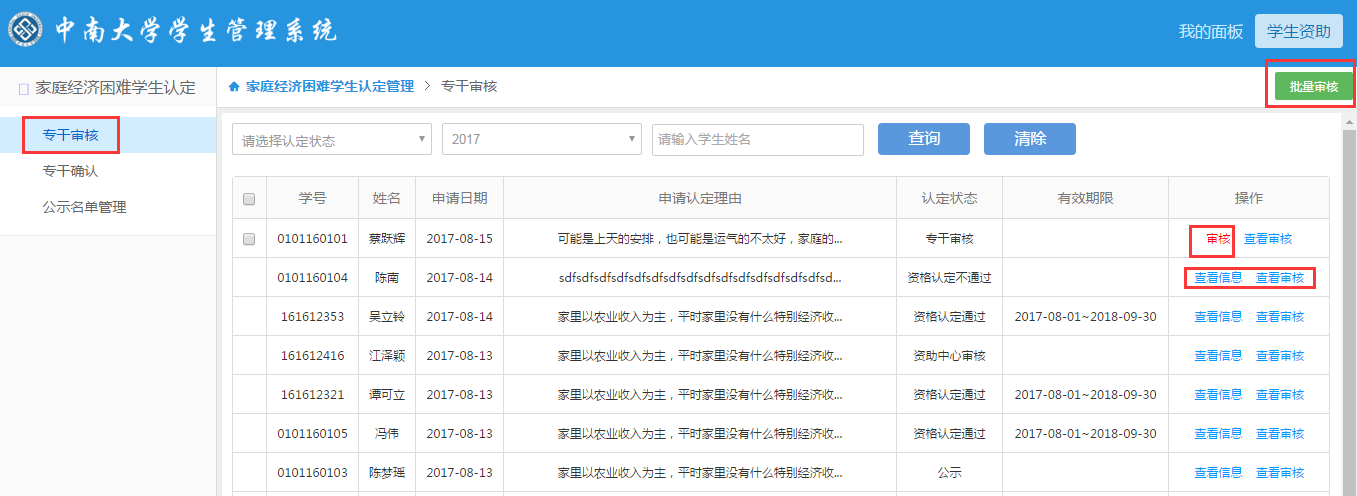 中南大学学生管理系统
我的面板 学生资助
家庭经济困难学生认定
家庭经济困难学生认定管理 > 专干审核
批量审核
专干审核
专干确认
公示名单管理
请选择认定状态 2017 请输入学生姓名 查询 清除
学号 姓名 申请日期 申请认定理由 认定状态 有效期限 操作
0101160101 蔡跃辉 2017-08-15 可能是上天的安排，也可能是运气的不太好，家庭的... 专干审核 审核 查看审核
0101160104 陈南 2017-08-14 sdfsdfsdfsdfsdfsdfsdfsdfsdfsdfsdfsdfsdfsdfsdfsd... 资格认定不通过 查看信息 查看审核
161612353 吴立铃 2017-08-14 家里以农业收入为主，平时家里没有什么特别经济收... 资格认定通过 2017-08-01~2018-09-30 查看信息 查看审核
161612416 江泽颖 2017-08-13 家里以农业收入为主，平时家里没有什么特别经济收... 资助中心审核 查看信息 查看审核
161612321 谭可立 2017-08-13 家里以农业收入为主，平时家里没有什么特别经济收... 资格认定通过 2017-08-01~2018-09-30 查看信息 查看审核
0101160105 冯伟 2017-08-13 家里以农业收入为主，平时家里没有什么特别经济收... 资格认定通过 2017-08-01~2018-09-30 查看信息 查看审核
0101160103 陈梦瑶 2017-08-13 家里以农业收入为主，平时家里没有什么特别经济收... 公示 查看信息 查看审核